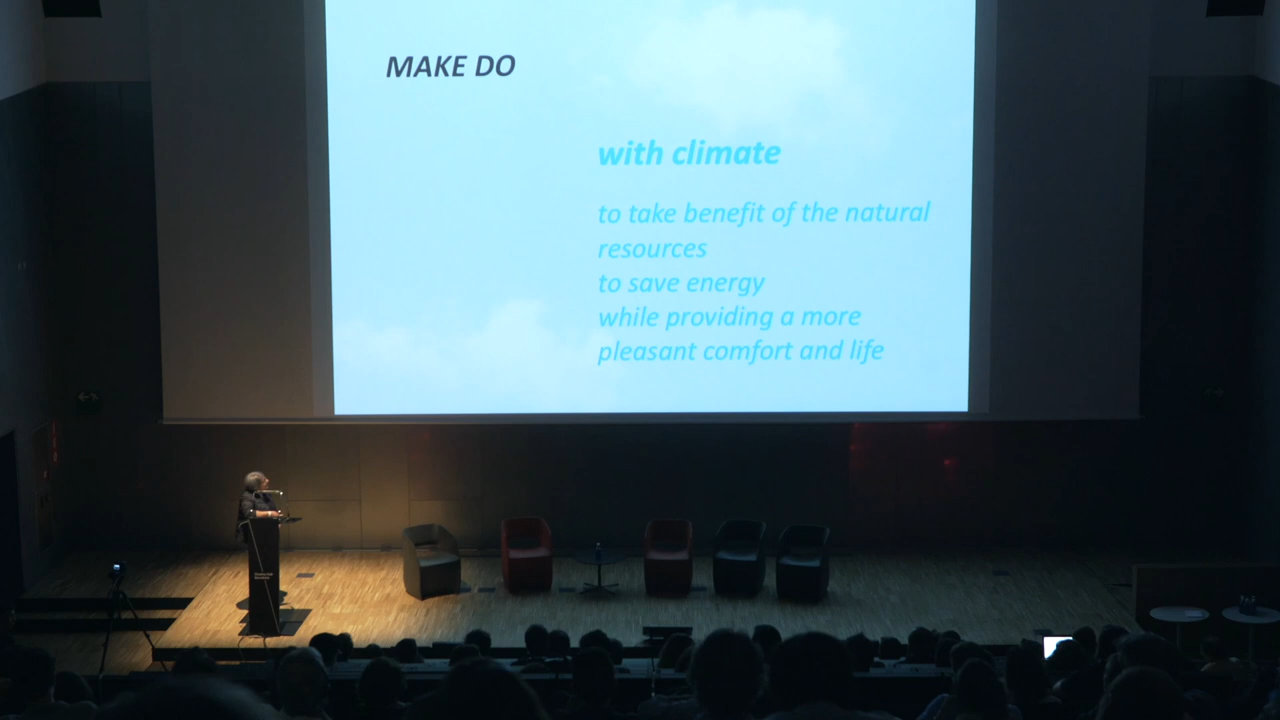 MAKE DO
with climate
to take benefit of the natural
resources
to save energy
while providing a more
pleasant comfort and life